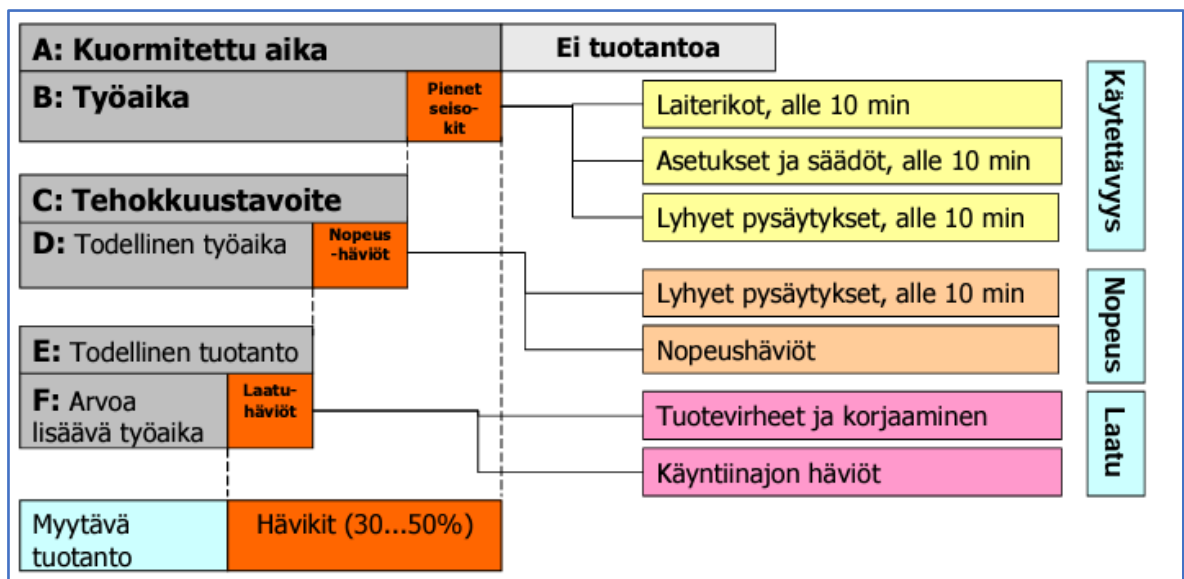 A: Kuormitettu aika
Ei tuotantoa
B: Työaika
Pienet
seiso-
kit
Laiterikot, alle 10 min
Asetukset ja säädöt, alle 10 min
Lyhyet pysäytykset, alle 10 min
Käytettävyys
C: Tehokkuustavoite
D: Todellinen työaika
Nopeus
-häviöt
Lyhyet pysäytykset, alle 10 min
Nopeushäviöt
Nopeus
E: Todellinen tuotanto
F: Arvoa
lisäävä työaika
Laatu-
häviöt
Tuotevirheet ja korjaaminen
Käyntiinajon häviöt
Laatu
Myytävä
tuotanto
Hävikit (30...50%)